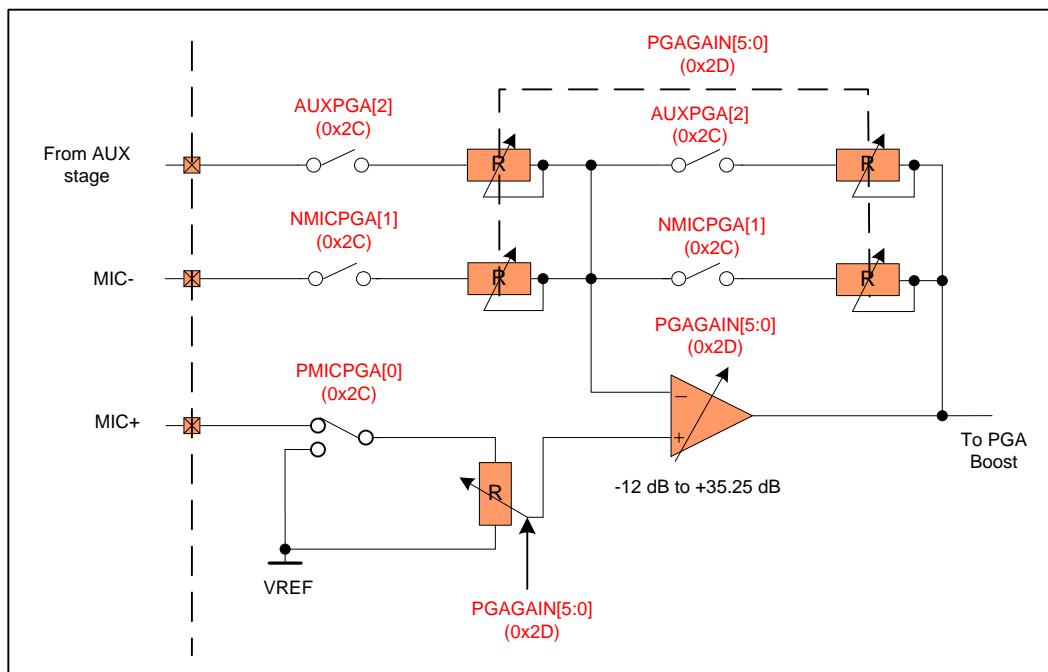 PGAGAIN[5:0]
(0x2D)
AUXPGA[2]
(0x2C)
AUXPGA[2]
(0x2C)
From AUX
stage
R
R
NMICPGA[1]
(0x2C)
NMICPGA[1]
(0x2C)
MIC-
R
R
PGAGAIN[5:0]
(0x2D)
PMICPGA[0]
(0x2C)
MIC+
−
+
To PGA
Boost
R
-12 dB to +35.25 dB
VREF
PGAGAIN[5:0]
(0x2D)